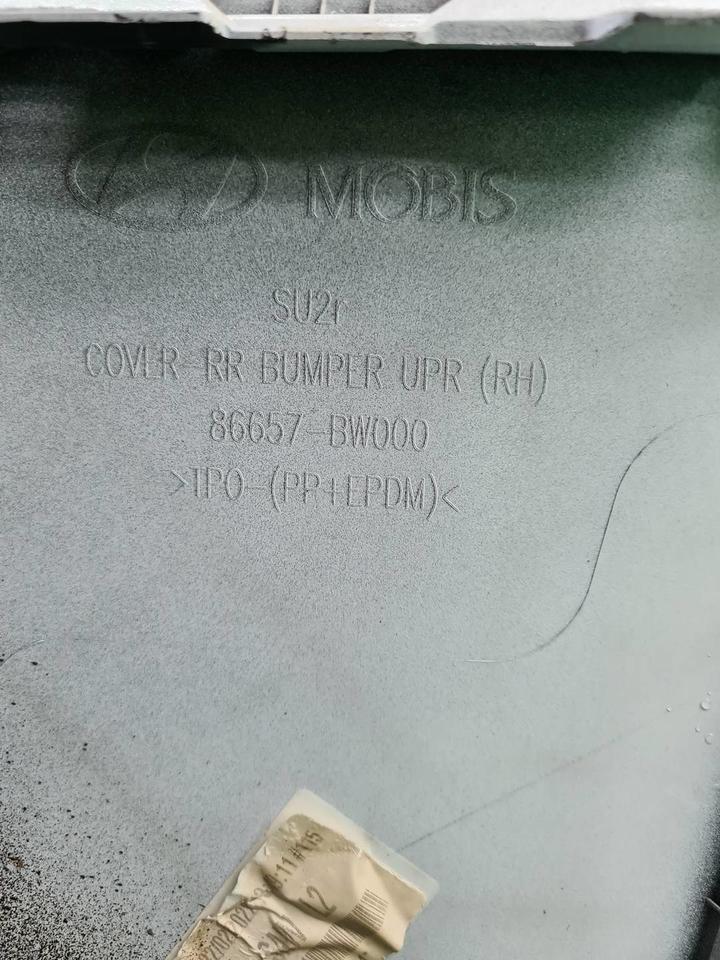 MOBIS
SU2r
COVER-RR BUMPER UPR (RH)
86657-BW000
>TPO-(PP+EPDM)<